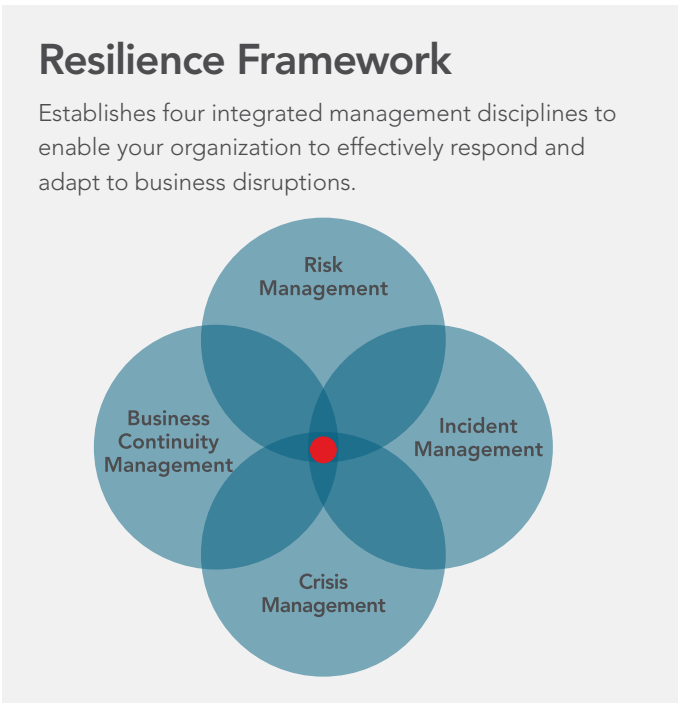 Resilience Framework
Establishes four integrated management disciplines to
enable your organization to effectively respond and
adapt to business disruptions.
Risk
Management
Business
Continuity
Management
Incident
Management
Crisis
Management